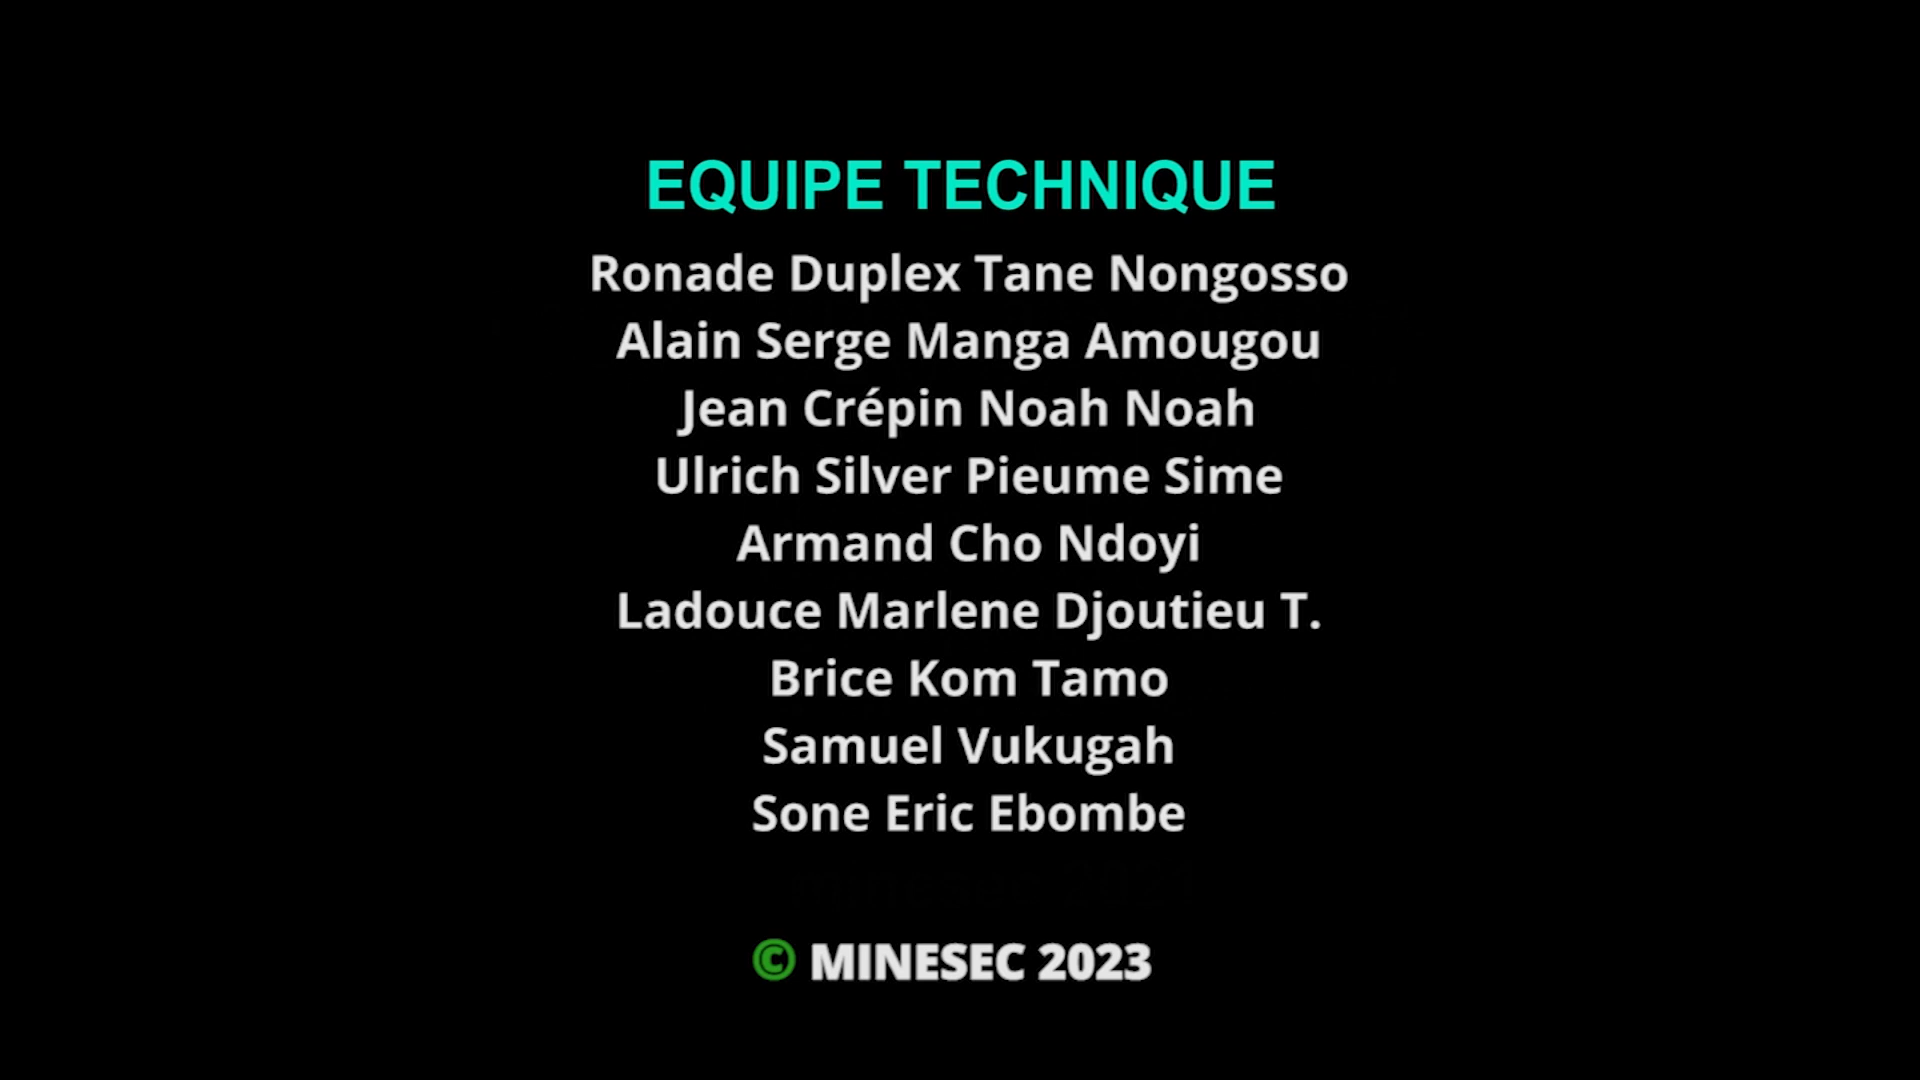 EQUIPE TECHNIQUE
Ronade Duplex Tane Nongosso
Alain Serge Manga Amougou
Jean Crépin Noah Noah
Ulrich Silver Pieume Sime
Armand Cho Ndoyi
Ladouce Marlene Djoutieu T.
Brice Kom Tamo
Samuel Vukugah
Sone Eric Ebombe
© MINESEC 2023